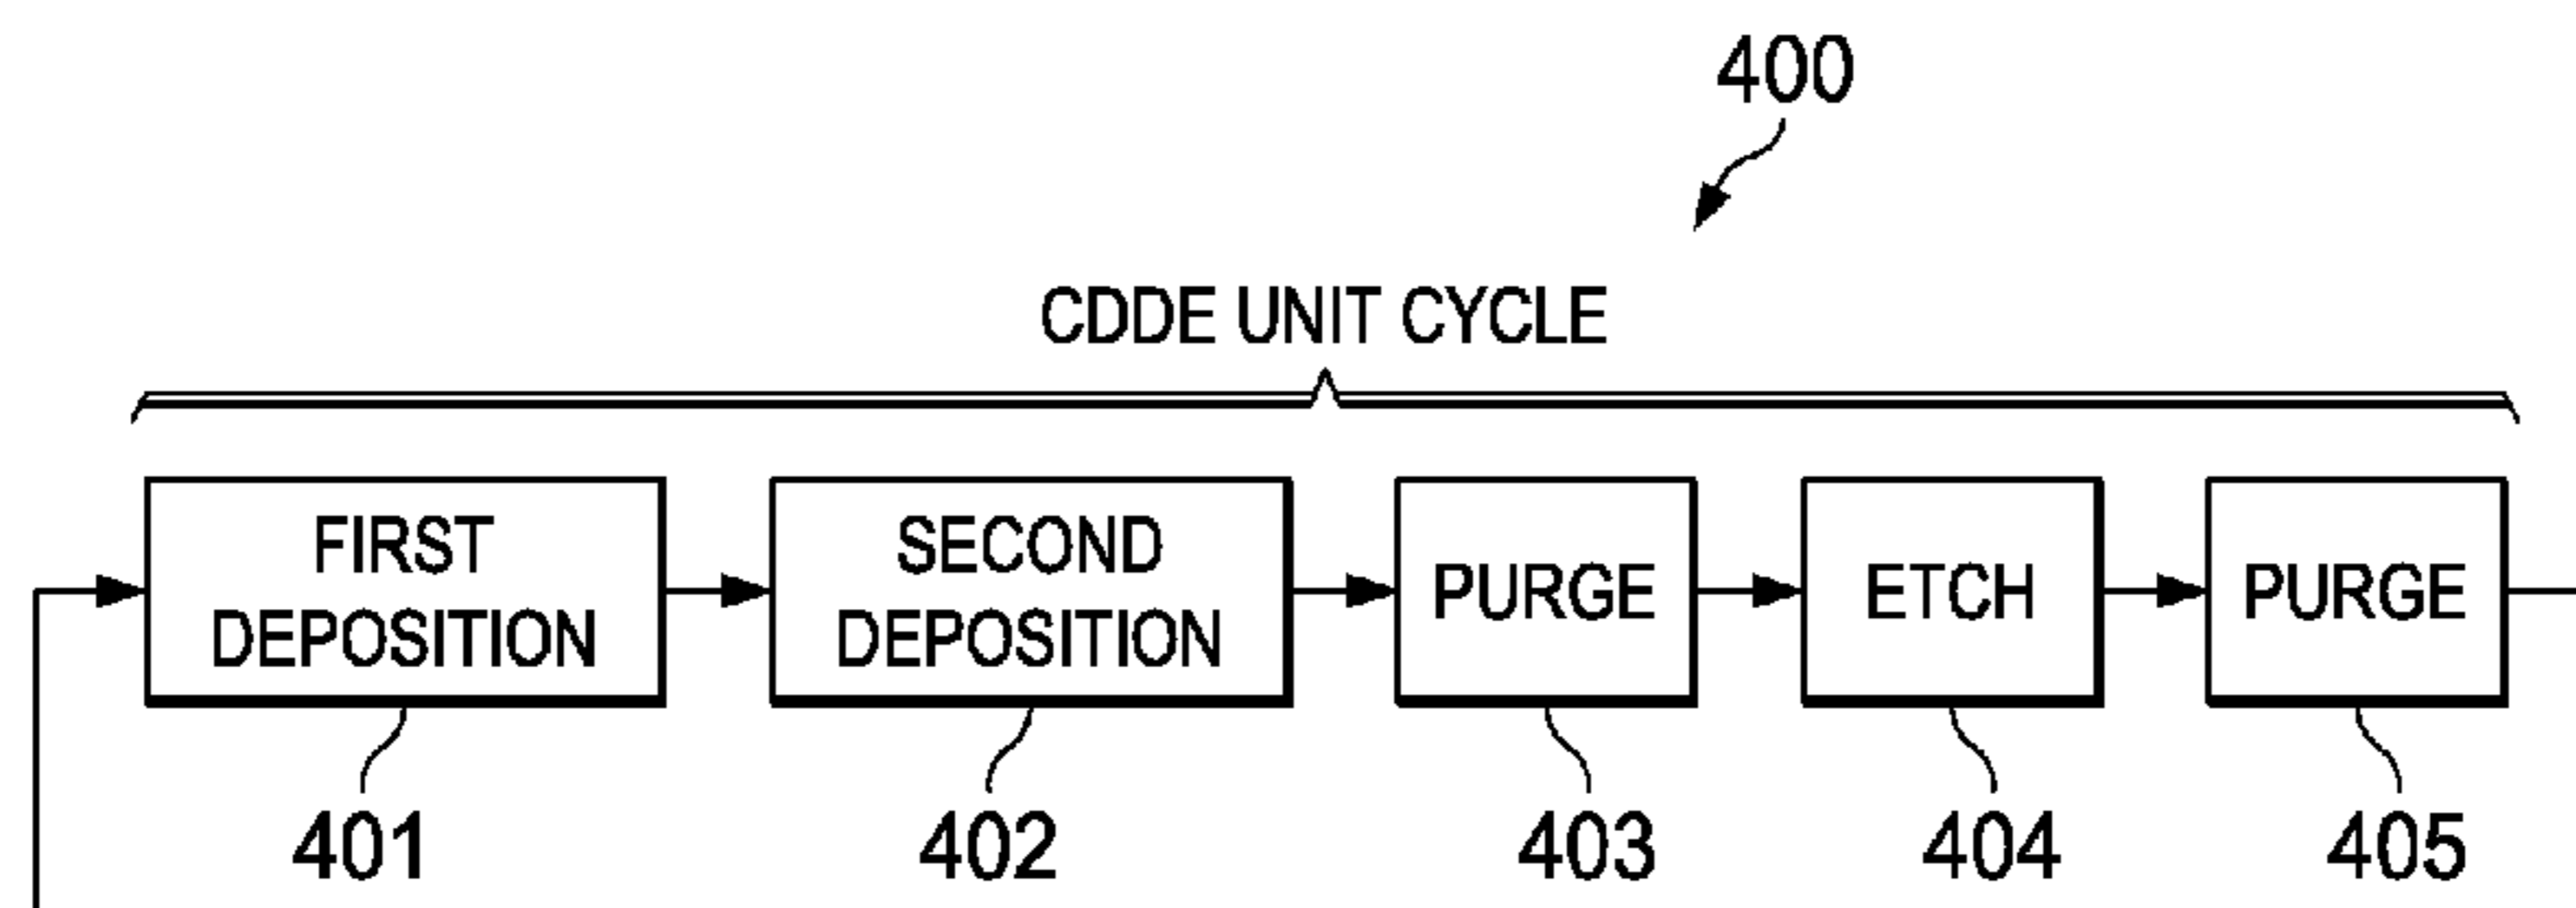 400
CDDE UNIT CYCLE
FIRST
DEPOSITION
SECOND
DEPOSITION
PURGE
ETCH
PURGE
401
402
403
404
405